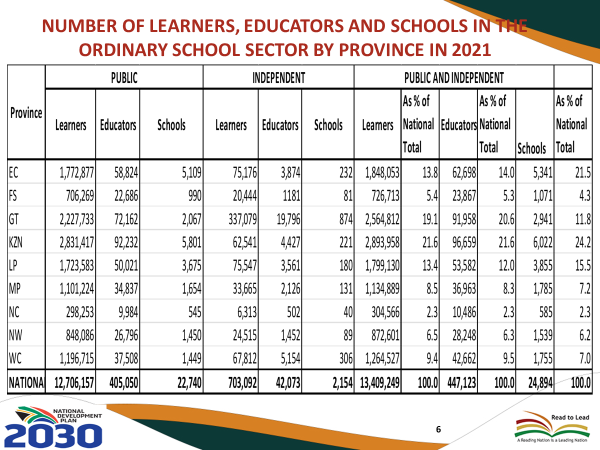 NUMBER OF LEARNERS, EDUCATORS AND SCHOOLS IN THE
ORDINARY SCHOOL SECTOR BY PROVINCE IN 2021
Province PUBLIC INDEPENDENT PUBLIC AND INDEPENDENT
Learners Educators Schools Learners Educators Schools Learners As % of National Total Educators As % of National Total Schools As % of National Total
EC 1,772,877 58,824 5,109 75,176 3,874 232 1,848,053 13.8 62,698 14.0 5,341 21.5
FS 706,269 22,686 990 20,444 1181 81 726,713 5.4 23,867 5.3 1,071 4.3
GT 2,227,733 72,162 2,067 337,079 19,796 874 2,564,812 19.1 91,958 20.6 2,941 11.8
KZN 2,831,417 92,232 5,801 62,541 4,427 221 2,893,958 21.6 96,659 21.6 6,022 24.2
LP 1,723,583 50,021 3,675 75,547 3,561 180 1,799,130 13.4 53,582 12.0 3,855 15.5
MP 1,101,224 34,837 1,654 33,665 2,126 131 1,134,889 8.5 36,963 8.3 1,785 7.2
NC 298,253 9,984 545 6,313 502 40 304,566 2.3 10,486 2.3 585 2.3
NW 848,086 26,796 1,450 24,515 1,452 89 872,601 6.5 28,248 6.3 1,539 6.2
WC 1,196,715 37,508 1,449 67,812 5,154 306 1,264,527 9.4 42,662 9.5 1,755 7.0
NATIONAL 12,706,157 405,050 22,740 703,092 42,073 2,154 13,409,249 100.0 447,123 100.0 24,894 100.0
NATIONAL
DEVELOPMENT
PLAN
2030
6
Read to Lead
A Reading Nation is a Leading Nation